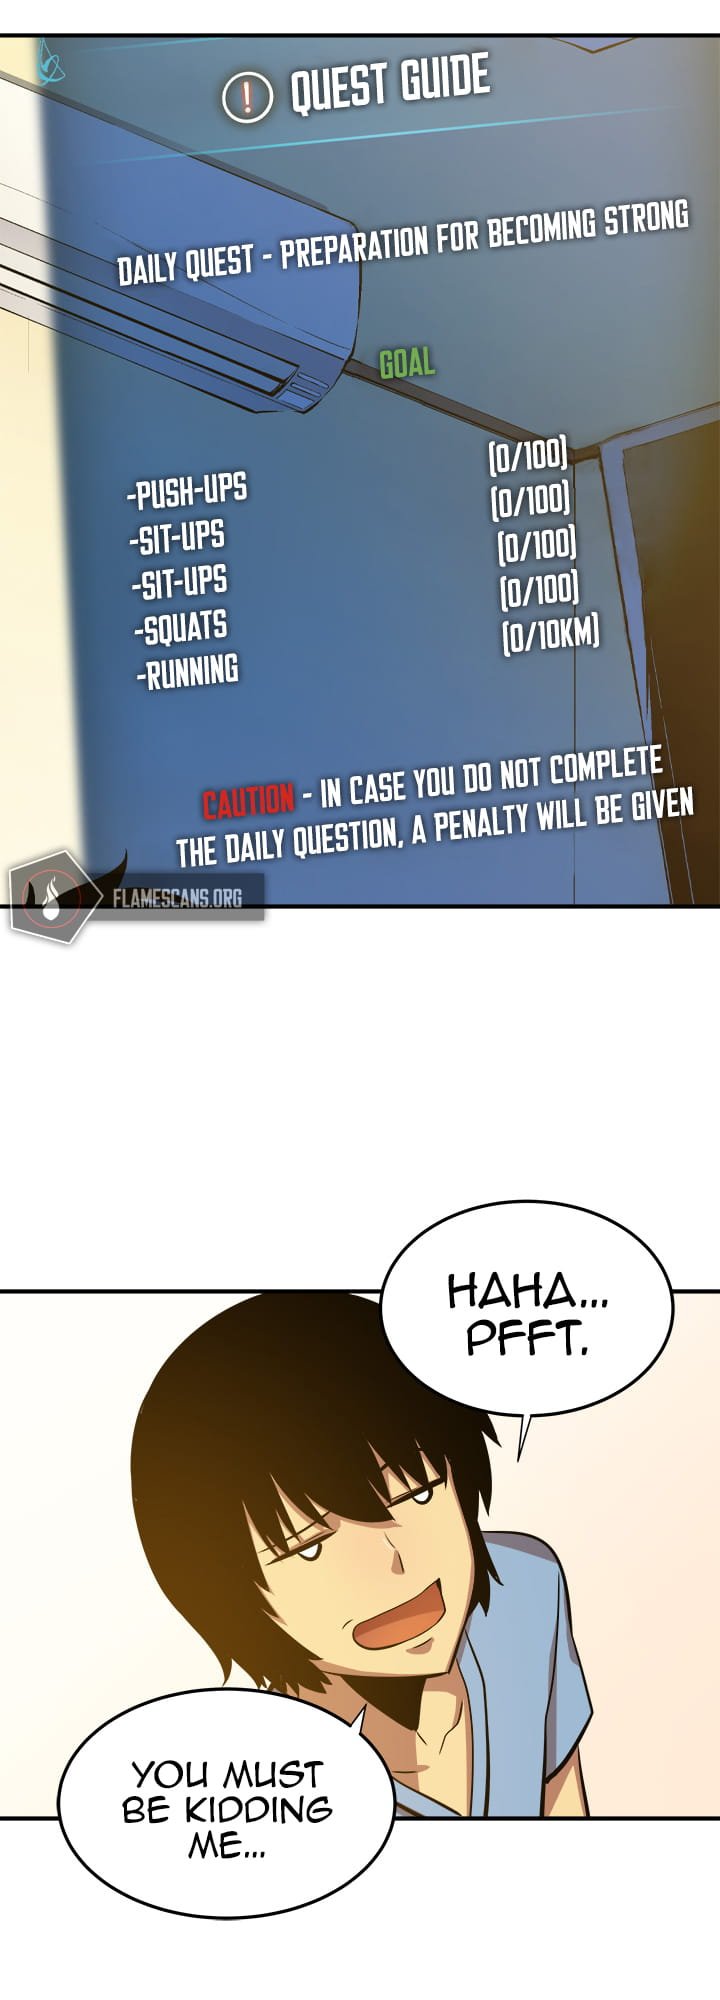 ! QUEST GUIDE
DAILY QUEST - PREPARATION FOR BECOMING STRONG
GOAL
-PUSH-UPS [0/100]
-SIT-UPS [0/100]
-SIT-UPS [0/100]
-SQUATS [0/100]
-RUNNING [0/10KM]
CAUTION - IN CASE YOU DO NOT COMPLETE
THE DAILY QUESTION, A PENALTY WILL BE GIVEN
FLAMESCANS.ORG
HAHA...
PFFT.
YOU MUST
BE KIDDING
ME...